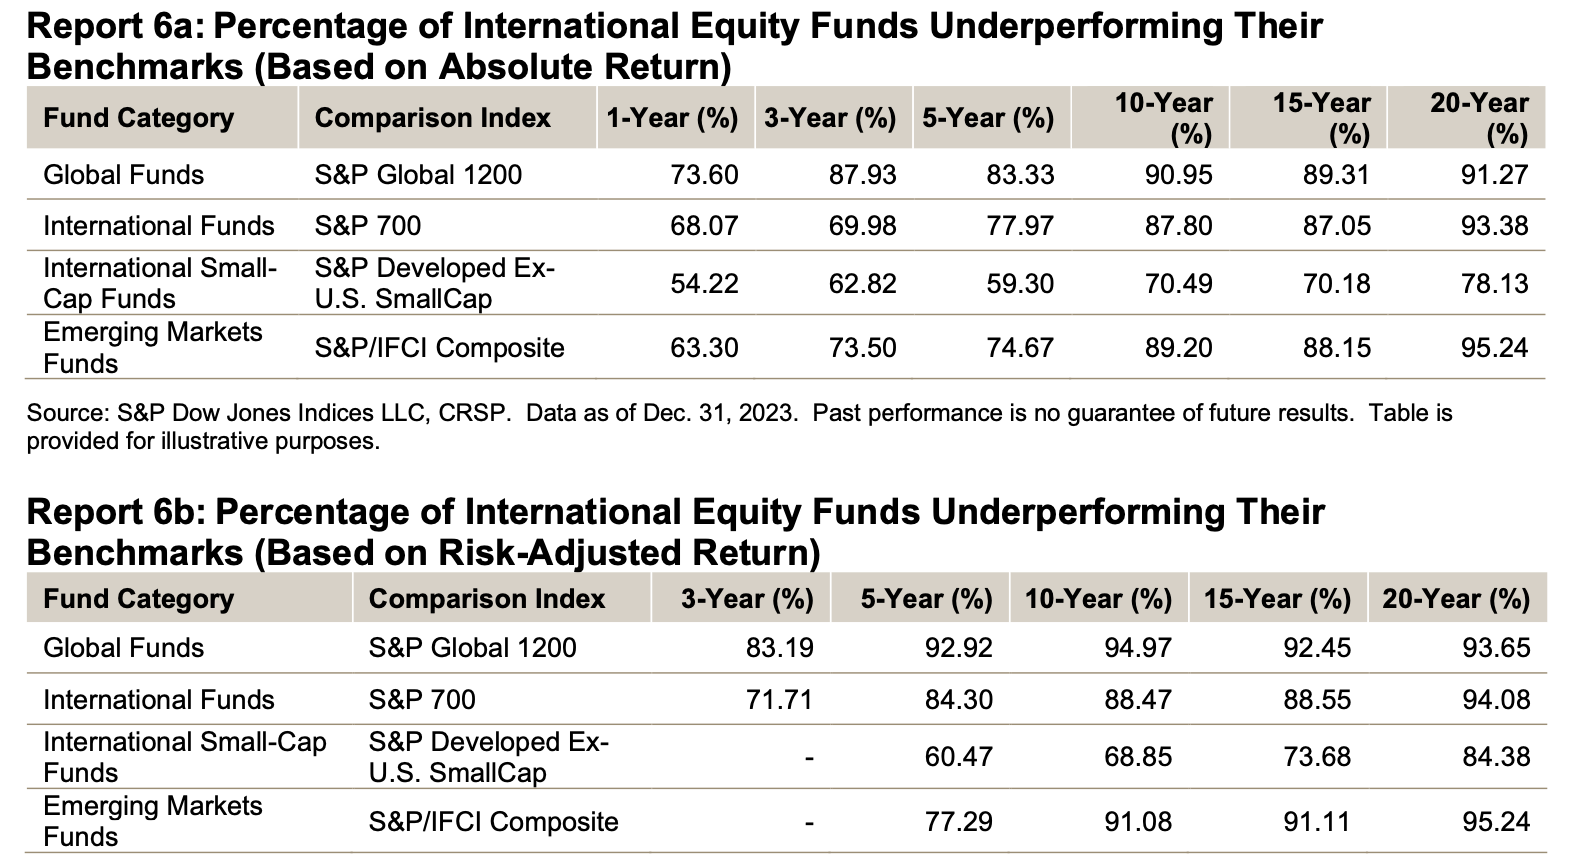 Report 6a: Percentage of International Equity Funds Underperforming Their
Benchmarks (Based on Absolute Return)
Fund Category Comparison Index 1-Year (%) 3-Year (%) 5-Year (%) 10-Year (%) 15-Year (%) 20-Year (%)
Global Funds S&P Global 1200 73.60 87.93 83.33 90.95 89.31 91.27
International Funds S&P 700 68.07 69.98 77.97 87.80 87.05 93.38
International Small-
Cap Funds S&P Developed Ex-
U.S. SmallCap 54.22 62.82 59.30 70.49 70.18 78.13
Emerging Markets
Funds S&P/IFCI Composite 63.30 73.50 74.67 89.20 88.15 95.24
Source: S&P Dow Jones Indices LLC, CRSP. Data as of Dec. 31, 2023. Past performance is no guarantee of future results. Table is
provided for illustrative purposes.
Report 6b: Percentage of International Equity Funds Underperforming Their
Benchmarks (Based on Risk-Adjusted Return)
Fund Category Comparison Index 3-Year (%) 5-Year (%) 10-Year (%) 15-Year (%) 20-Year (%)
Global Funds S&P Global 1200 83.19 92.92 94.97 92.45 93.65
International Funds S&P 700 71.71 84.30 88.47 88.55 94.08
International Small-Cap
Funds S&P Developed Ex-
U.S. SmallCap - 60.47 68.85 73.68 84.38
Emerging Markets
Funds S&P/IFCI Composite - 77.29 91.08 91.11 95.24